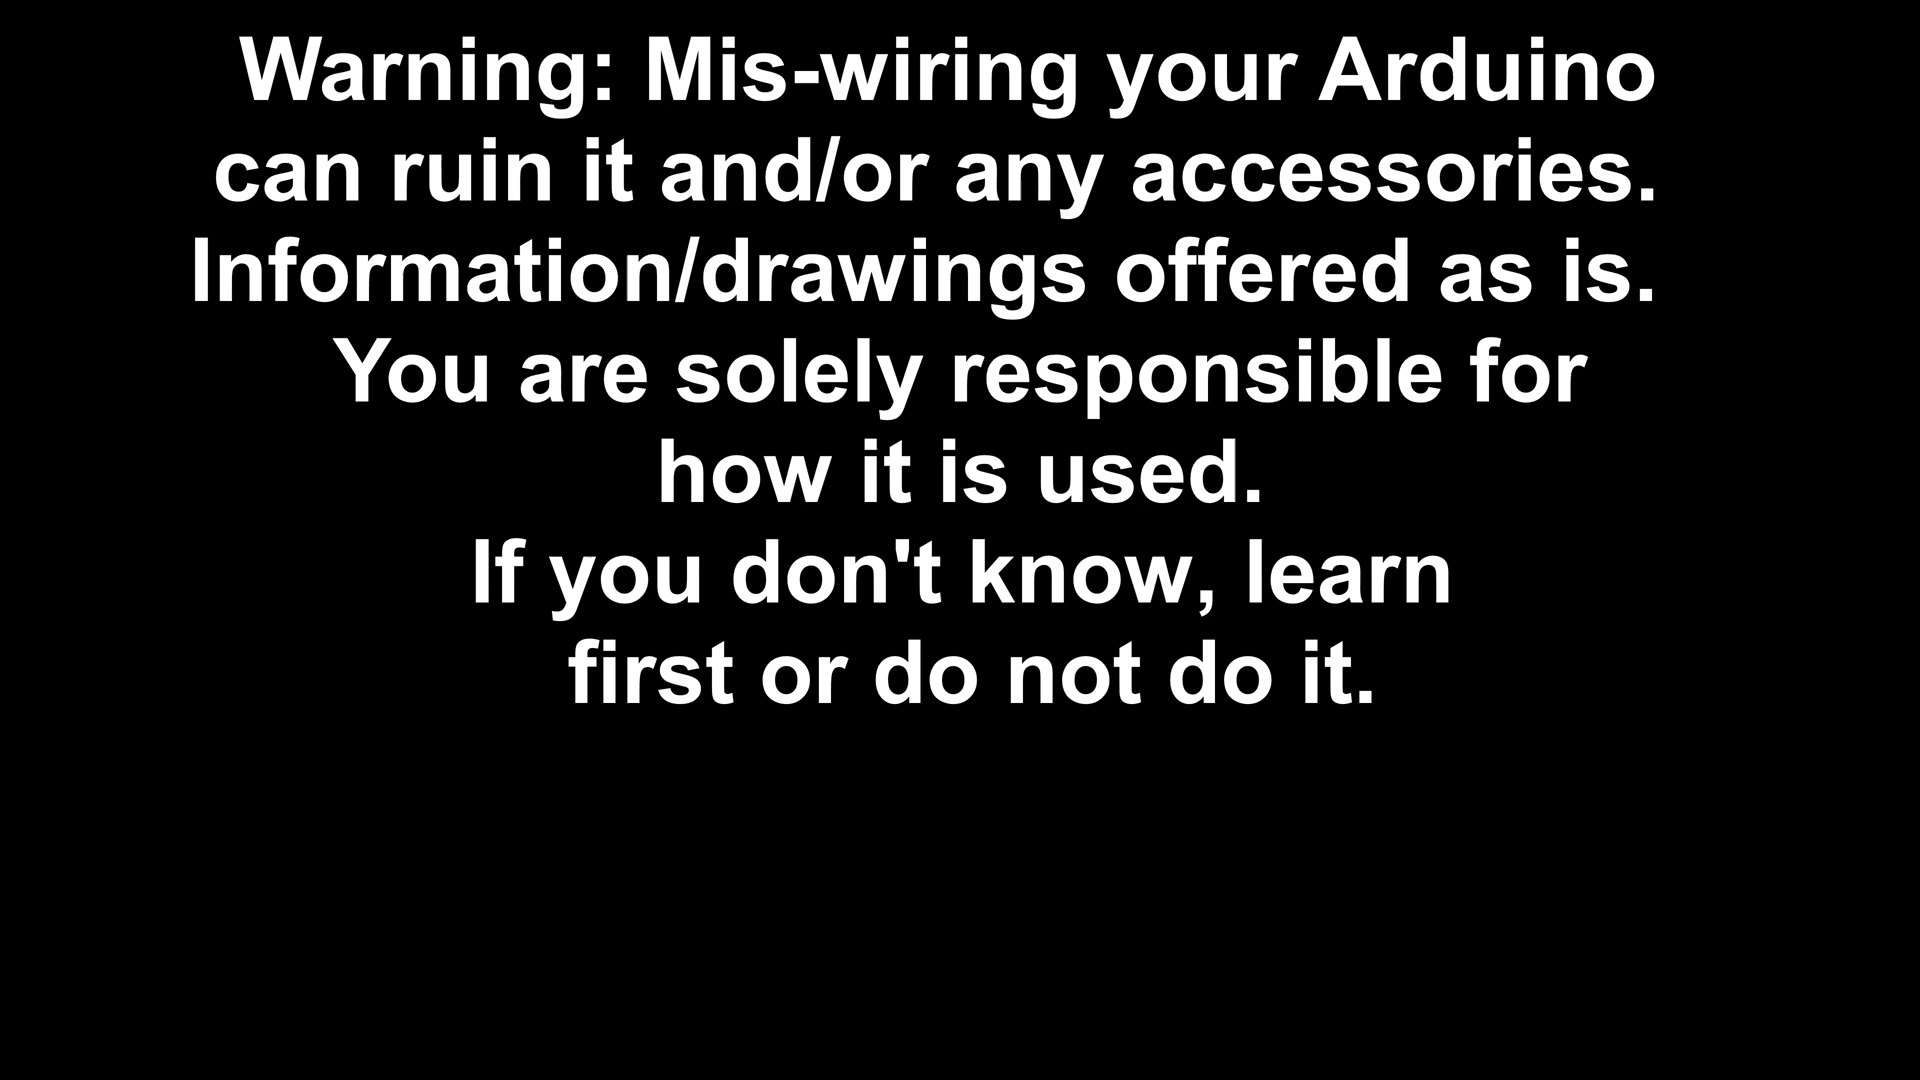 Warning: Mis-wiring your Arduino
can ruin it and/or any accessories.
Information/drawings offered as is.
You are solely responsible for
how it is used.
If you don't know, learn
first or do not do it.